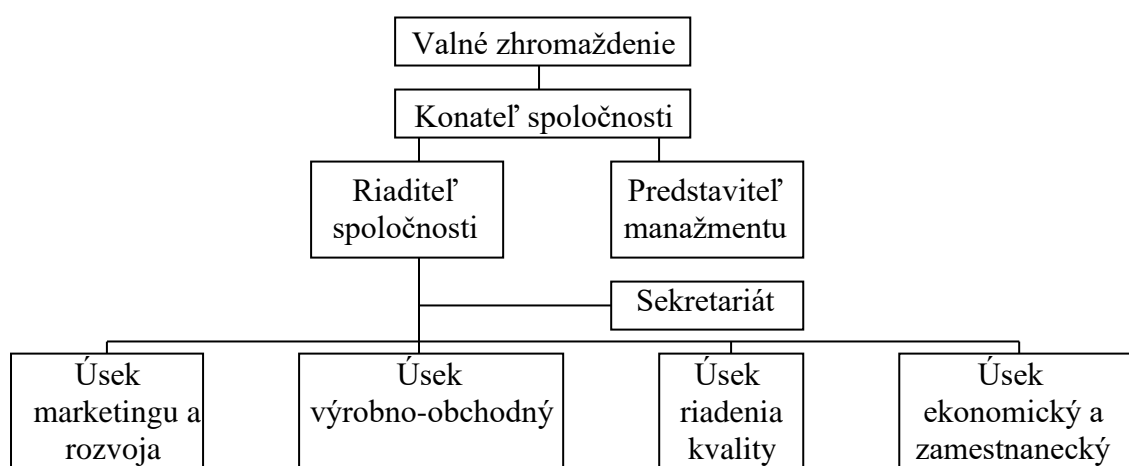 Valné zhromaždenie
Konateľ spoločnosti
Riaditeľ
spoločnosti
Predstaviteľ
manažmentu
Sekretariát
Úsek
marketingu a
rozvoja
Úsek
výrobno-obchodný
Úsek
riadenia
kvality
Úsek
ekonomický a
zamestnanecký